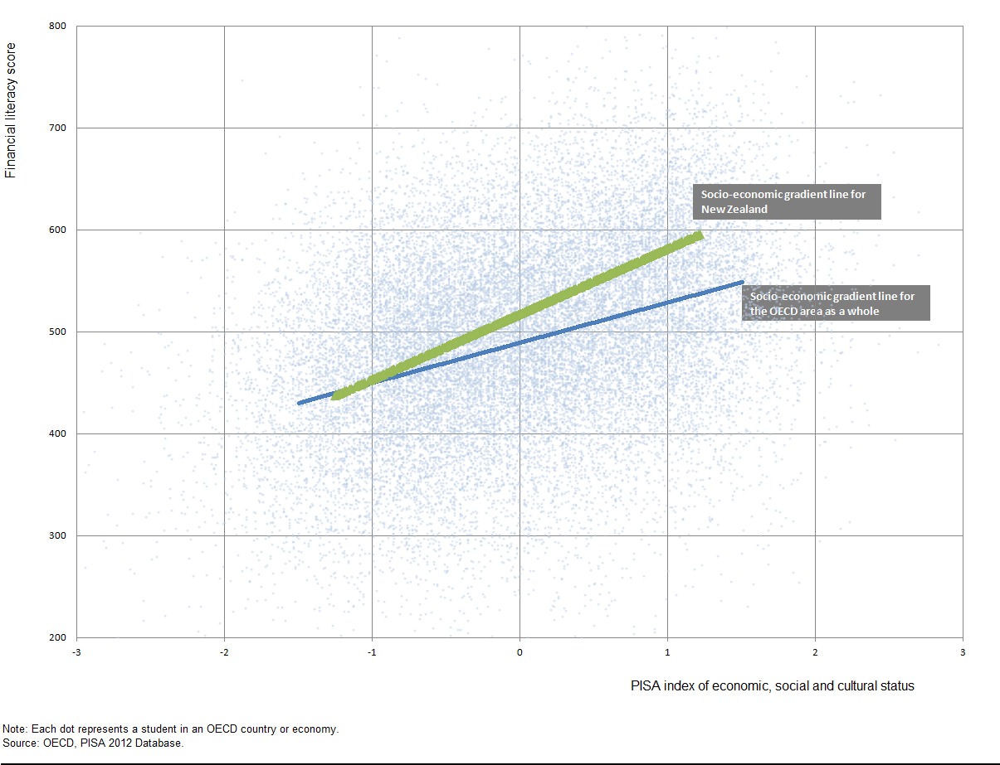 800
Financial literacy score
700
Socio-economic gradient line for
New Zealand
600
Socio-economic gradient line for
the OECD area as a whole
500
400
300
200
-3 -2 -1 0 1 2 3
PISA index of economic, social and cultural status
Note: Each dot represents a student in an OECD country or economy.
Source: OECD, PISA 2012 Database.